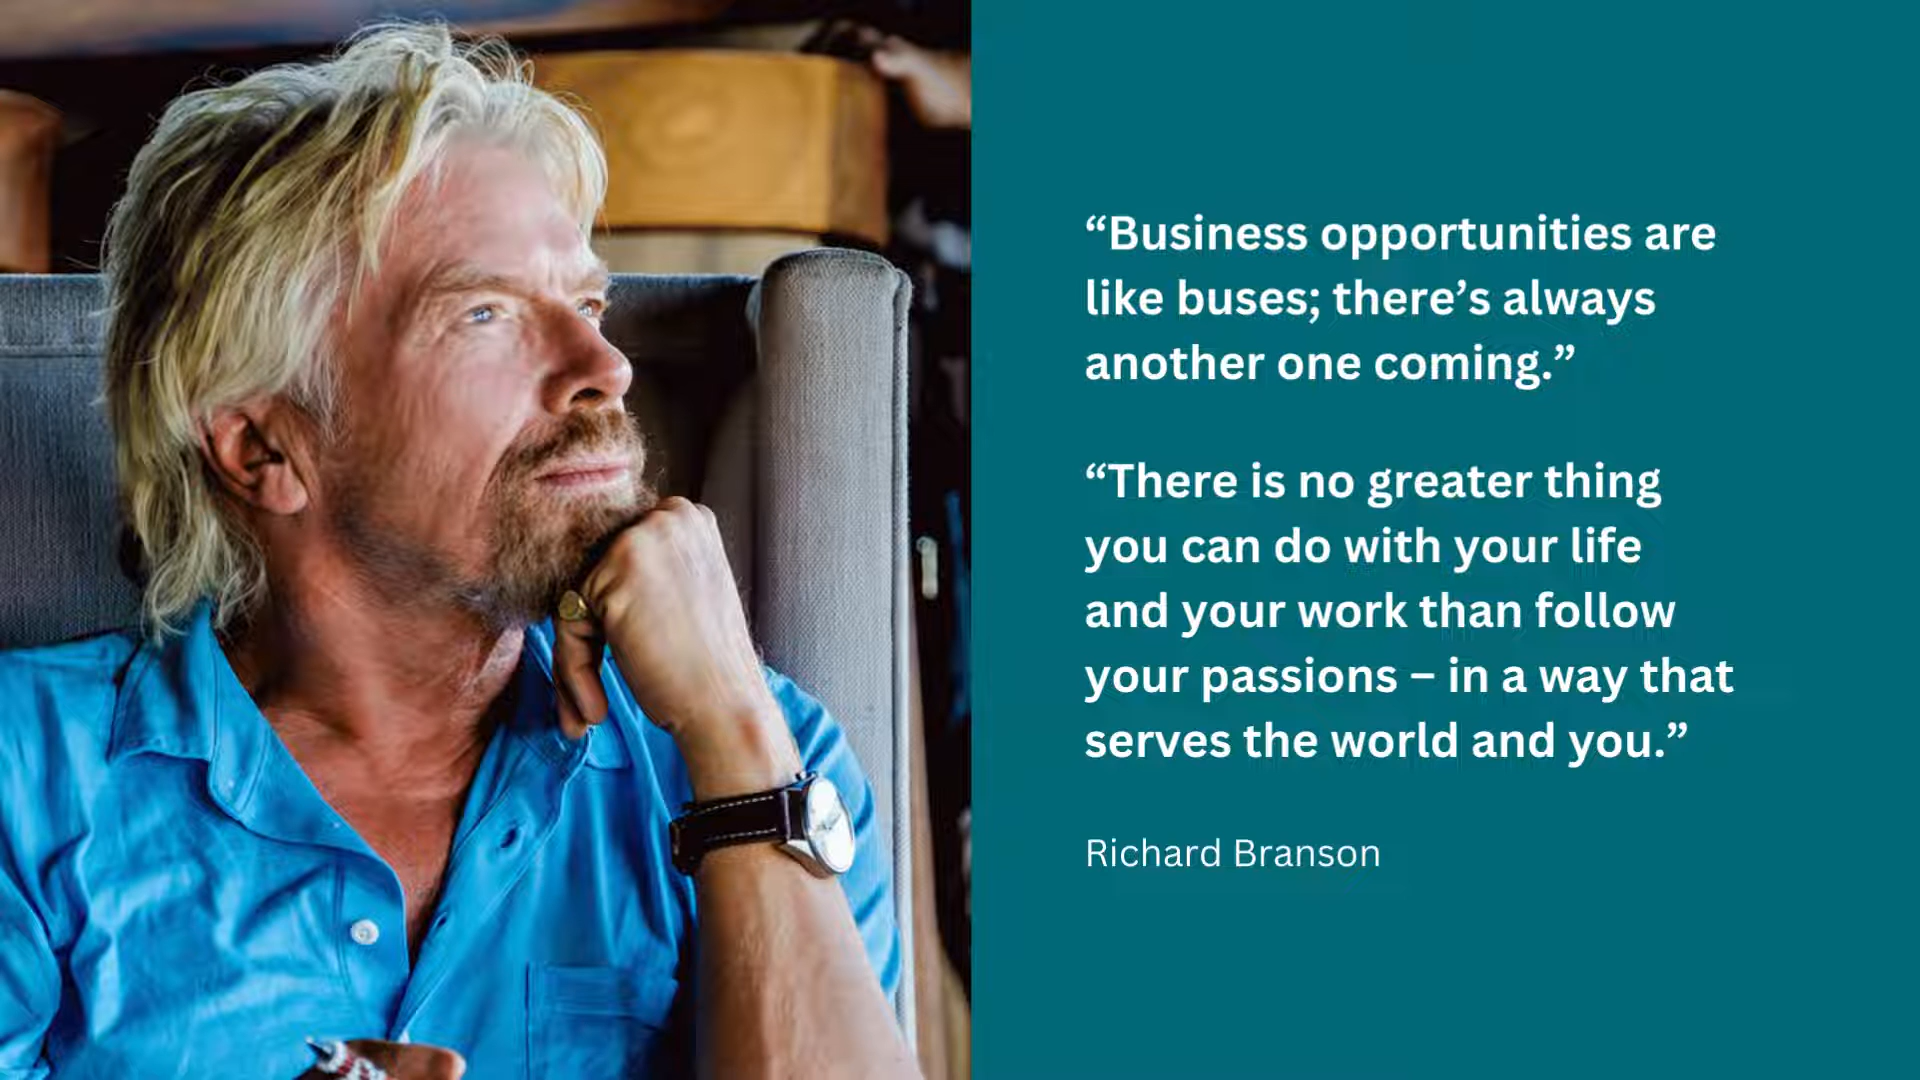 “Business opportunities are
like buses; there’s always
another one coming.”
“There is no greater thing
you can do with your life
and your work than follow
your passions – in a way that
serves the world and you.”
Richard Branson